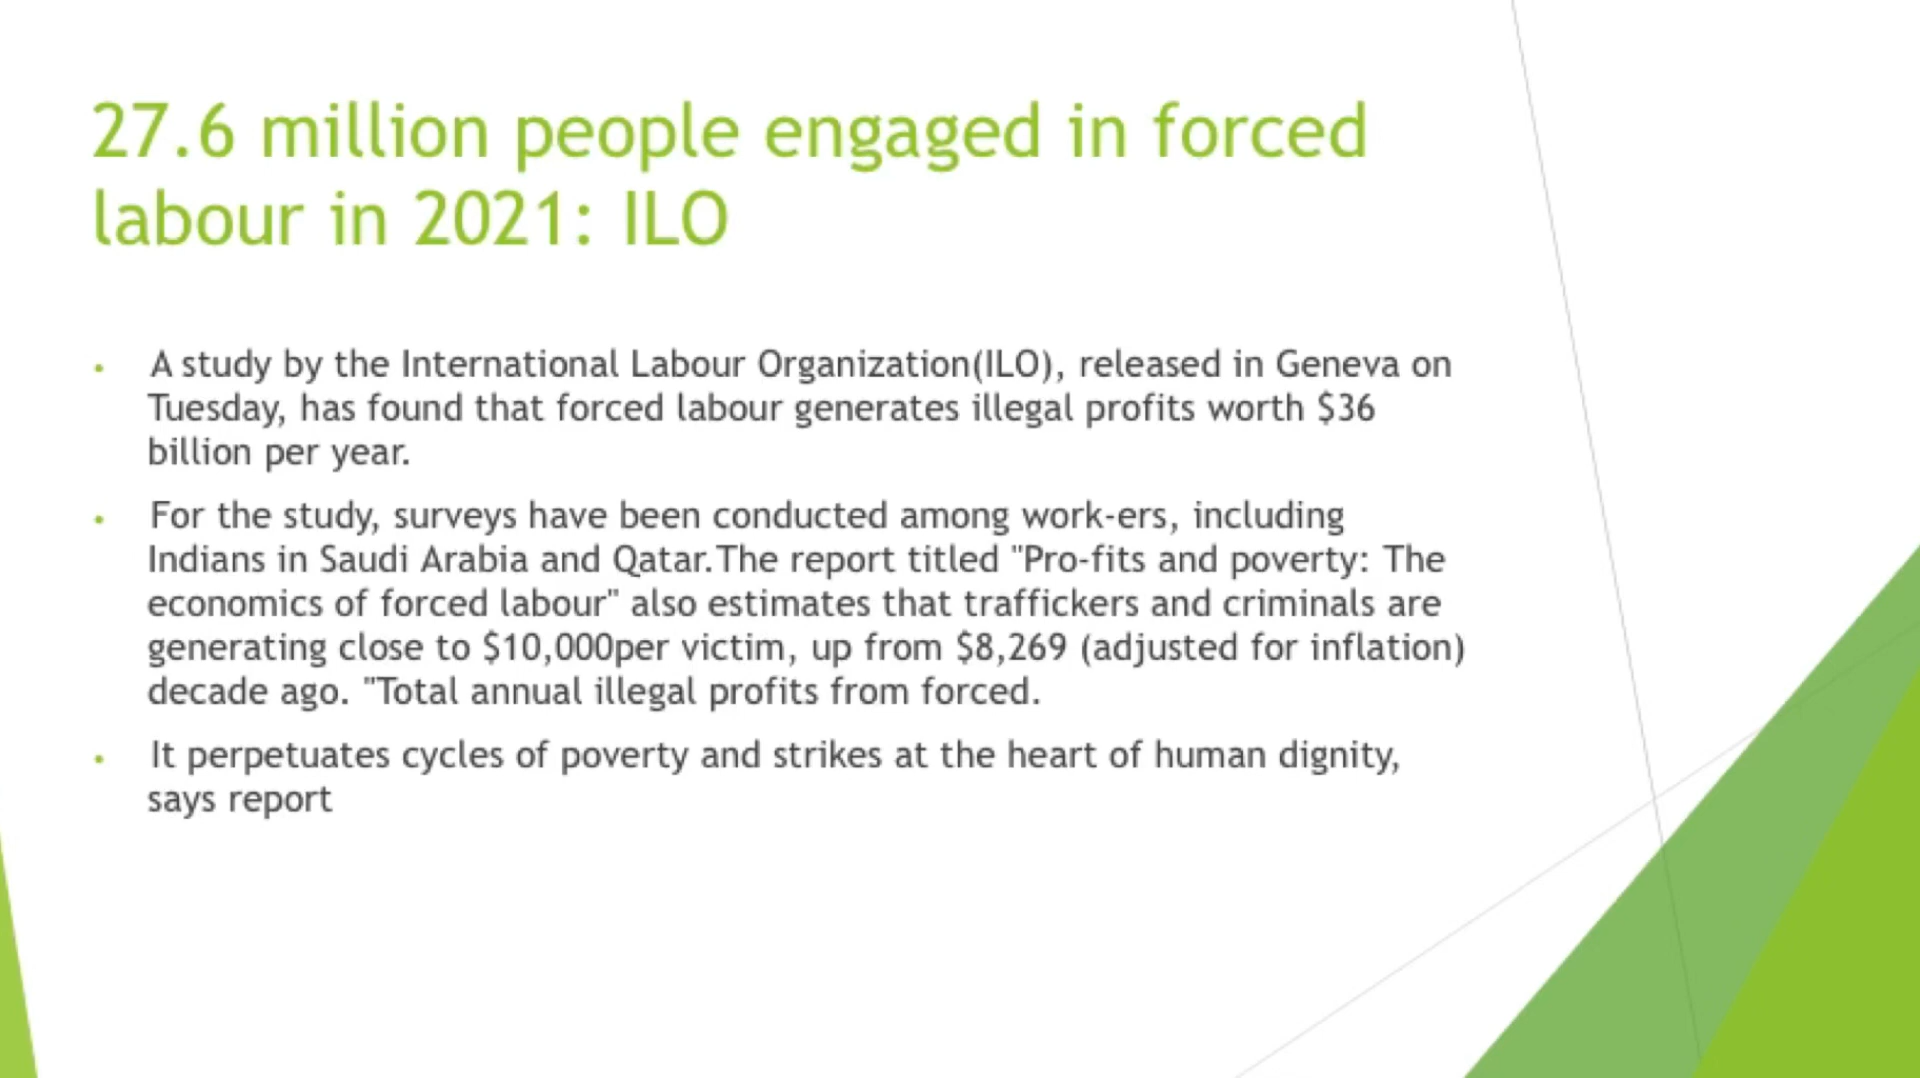 27.6 million people engaged in forced
labour in 2021: ILO
• A study by the International Labour Organization(ILO), released in Geneva on
Tuesday, has found that forced labour generates illegal profits worth $36
billion per year.
• For the study, surveys have been conducted among work-ers, including
Indians in Saudi Arabia and Qatar.The report titled "Pro-fits and poverty: The
economics of forced labour" also estimates that traffickers and criminals are
generating close to $10,000per victim, up from $8,269 (adjusted for inflation)
decade ago. "Total annual illegal profits from forced.
• It perpetuates cycles of poverty and strikes at the heart of human dignity,
says report